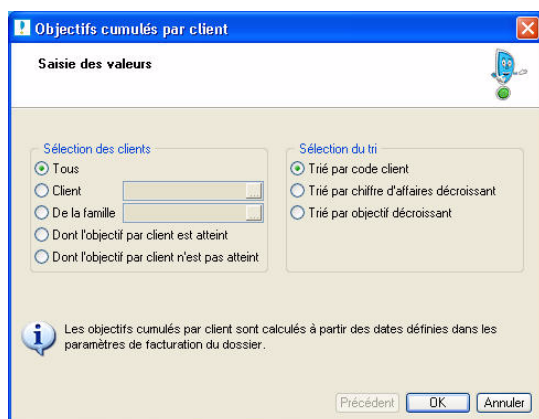 Objectifs cumulés par client
Saisie des valeurs
Sélection des clients
Tous
Client
...
De la famille
...
Dont l'objectif par client est atteint
Dont l'objectif par client n'est pas atteint
Sélection du tri
Trié par code client
Trié par chiffre d'affaires décroissant
Trié par objectif décroissant
Les objectifs cumulés par client sont calculés à partir des dates définies dans les
paramètres de facturation du dossier.
Précédent
OK
Annuler